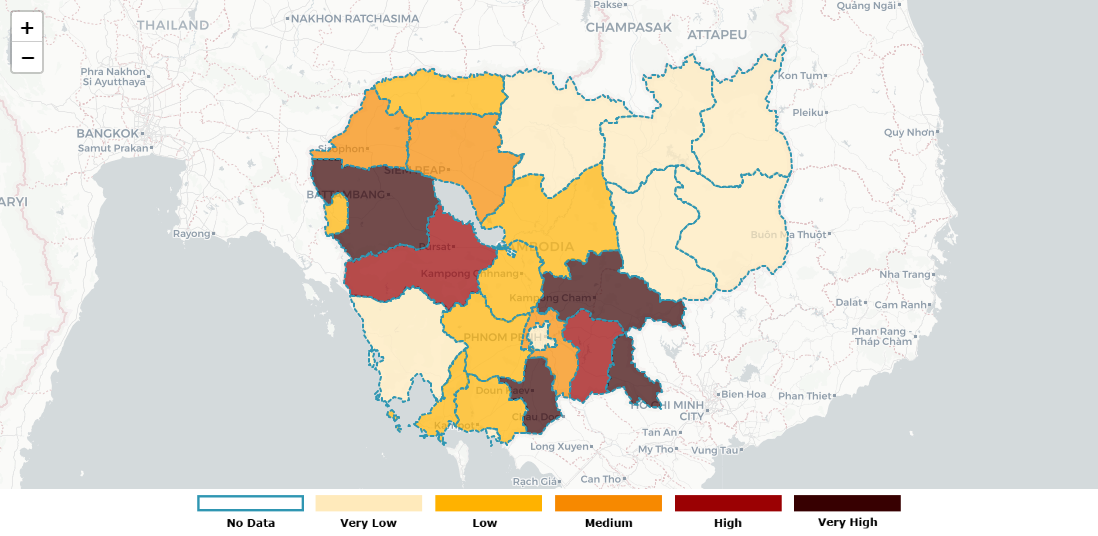 +
−
THAILAND
NAKHON RATCHASIMA
Pakse
CHAMPASAK
ATTAPEU
Quảng Ngãi
Phra Nakhon
Si Ayutthaya
Kon Tum
Pleiku
BANGKOK
Samut Prakan
Quy Nhơn
Sisophon
SIEM REAP
BATTAMBANG
ARYI
Rayong
Pursat
CAMBODIA
Buôn Ma Thuột
Kampong Chhnang
Nha Trang
Kampong Cham
Đalat
Cam Ranh
PHNOM PENH
Phan Rang -
Tháp Chàm
Doun Kaev
Bien Hoa
Phan Thiet
HO CHI MINH
CITY
Chau Doc
Kampot
Tan An
Long Xuyen
My Tho
Vung Tau
Rạch Giá
Can Tho
No Data
Very Low
Low
Medium
High
Very High